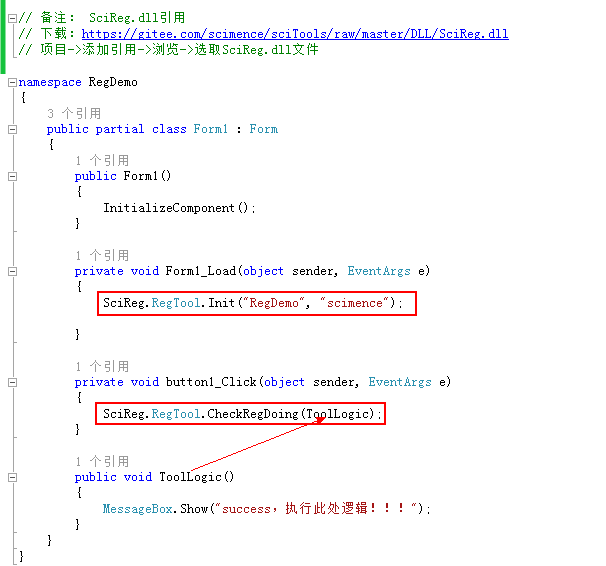 // 备注: SciReg.dll引用
// 下载: https://gitee.com/scimence/sciTools/raw/master/DLL/SciReg.dll
// 项目->添加引用->浏览->选取SciReg.dll文件
namespace RegDemo
{
3 个引用
public partial class Form1 : Form
{
1 个引用
public Form1()
{
InitializeComponent();
}
1 个引用
private void Form1_Load(object sender, EventArgs e)
{
SciReg.RegTool.Init("RegDemo", "scimence");
}
1 个引用
private void button1_Click(object sender, EventArgs e)
{
SciReg.RegTool.CheckRegDoing(ToolLogic);
}
1 个引用
public void ToolLogic()
{
MessageBox.Show("success，执行此处逻辑！！！");
}
}
}